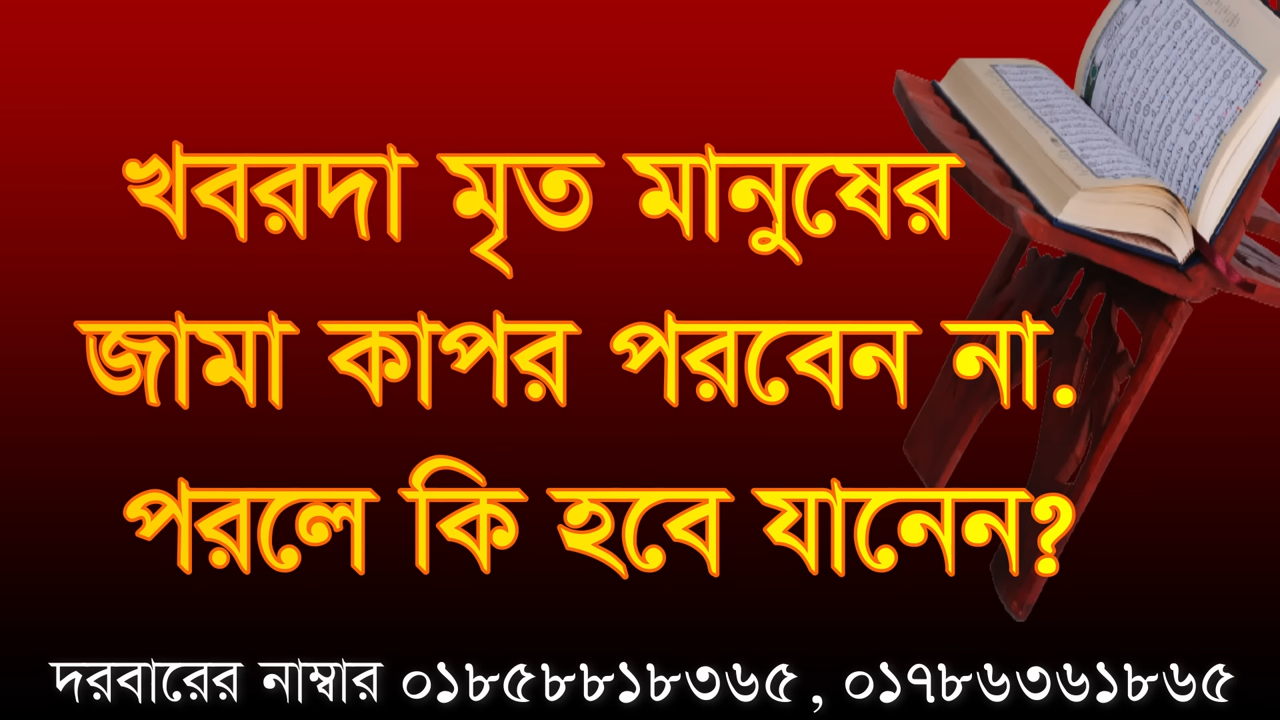 খবরদা মৃত মানুষের
জামা কাপর পরবেন না.
পরলে কি হবে যানেন?
দরবারের নাম্বার ০১৮৫৮৮১৮৩৬৫, ০১৭৮৬৩৬১৮৬৫